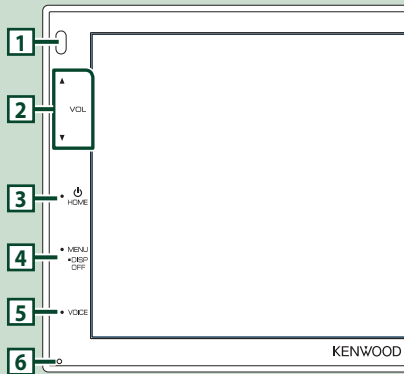 1
2
▲
VOL
▼
3
• ⏻
HOME
4
• MENU
•DISP
OFF
5
• VOICE
KENWOOD
6